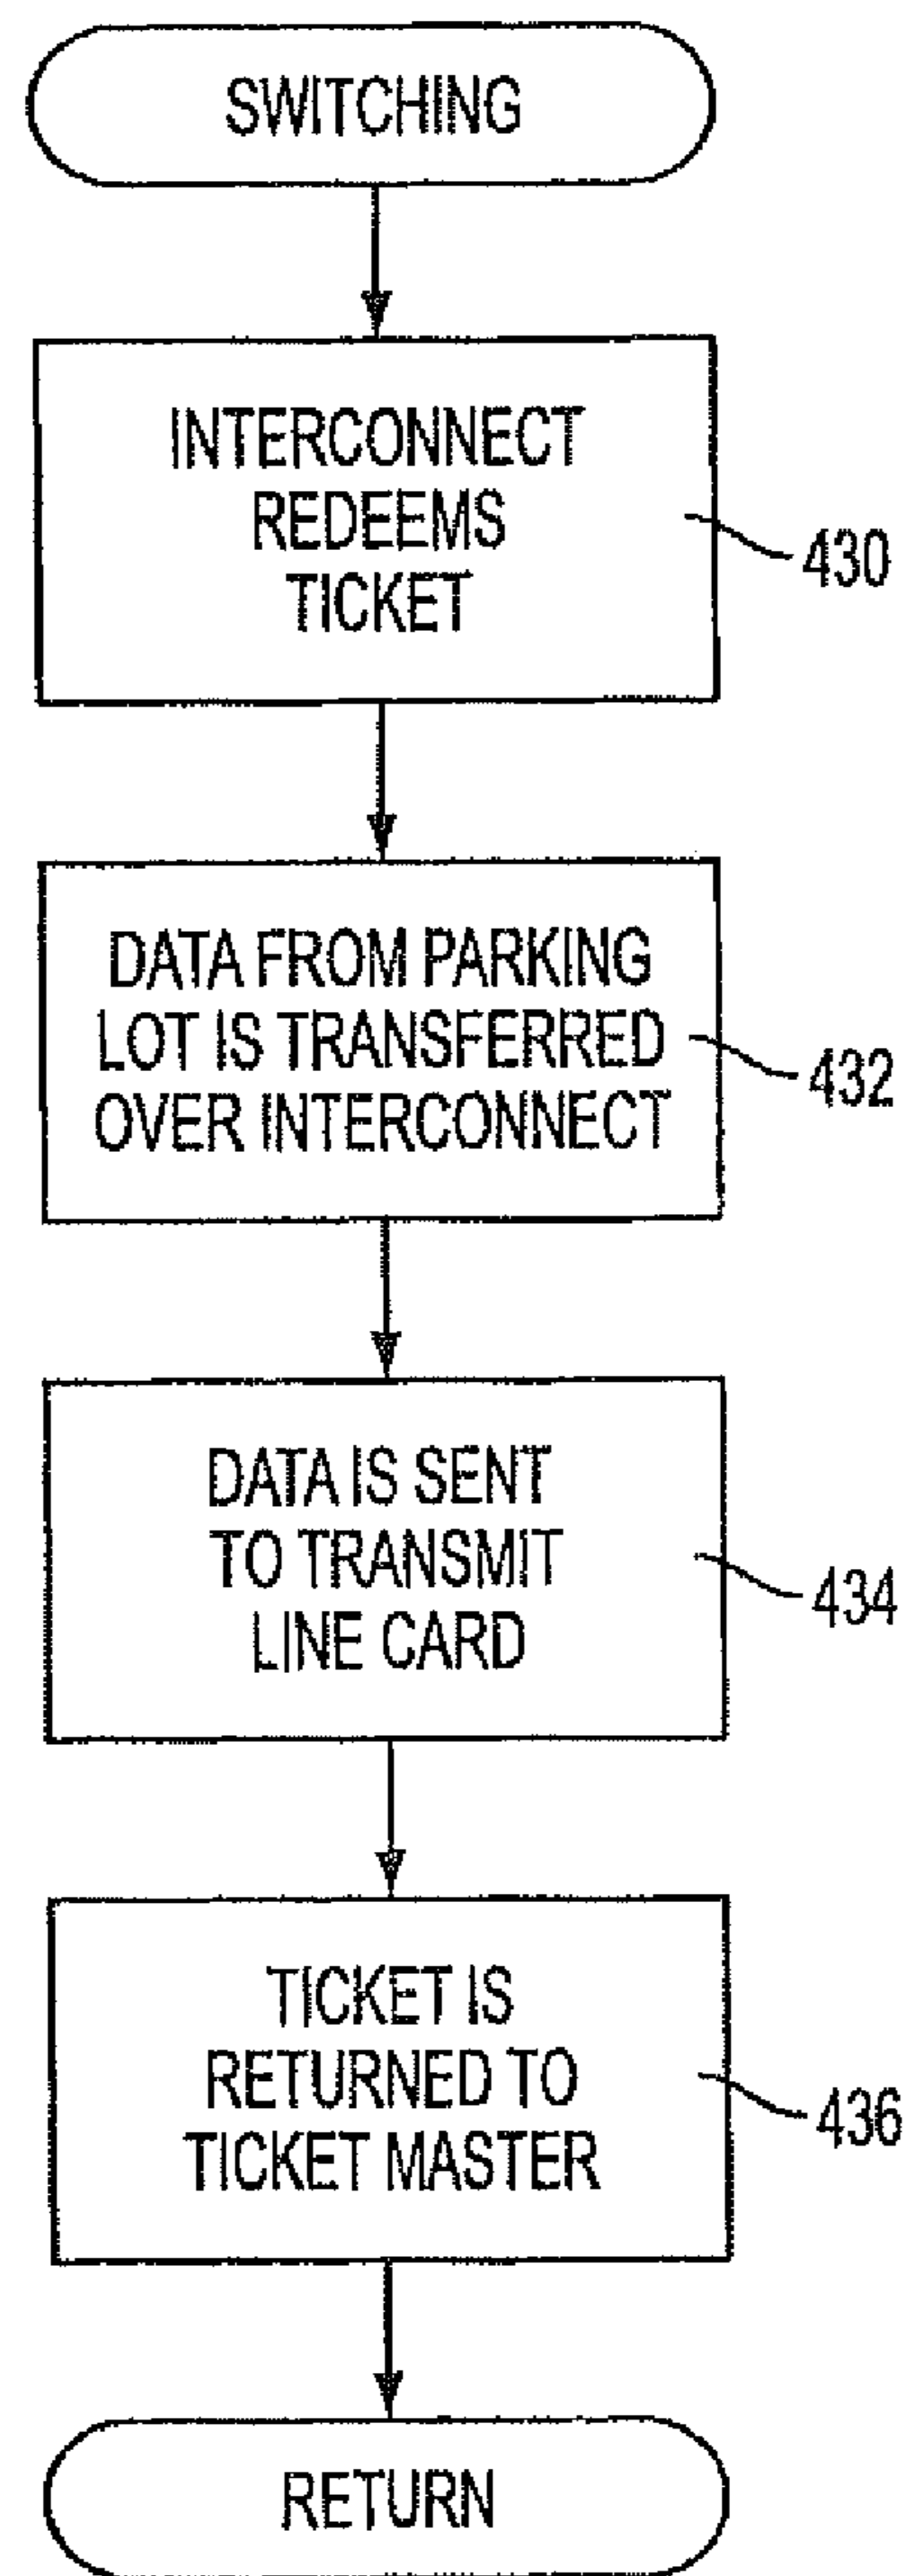 SWITCHING
INTERCONNECT
REDEEMS
TICKET
430
DATA FROM PARKING
LOT IS TRANSFERRED
OVER INTERCONNECT
432
DATA IS SENT
TO TRANSMIT
LINE CARD
434
TICKET IS
RETURNED TO
TICKET MASTER
436
RETURN